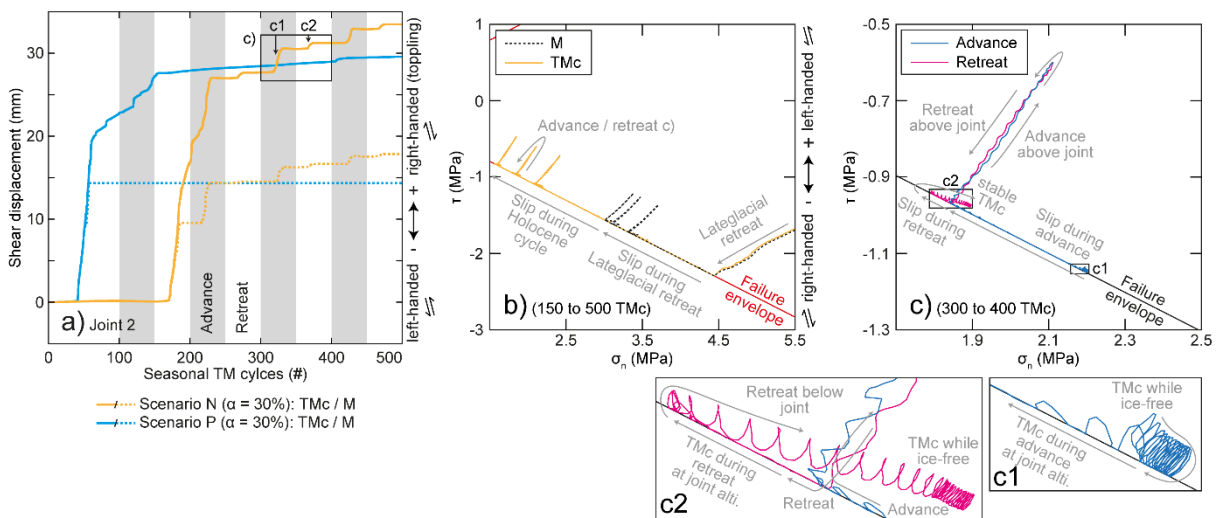 Shear displacement (mm)
30
20
10
0
c)
c1
c2
a) Joint 2
Advance
Retreat
100
200
300
400
500
Seasonal TM cylces (#)
left-handed - + right-handed (toppling)
Scenario N (α = 30%): TMc / M
Scenario P (α = 30%): TMc / M
τ (MPa)
1
0
-1
-2
-3
M
TMc
Advance / retreat c)
Slip during
Holocene
cycle
Slip during
Lateglacial retreat
Lateglacial
retreat
Failure
envelope
b) (150 to 500 TMc)
2.5
3.5
4.5
5.5
σn (MPa)
right-handed - + left-handed
τ (MPa)
-0.5
-0.7
-0.9
-1.1
-1.3
Advance
Retreat
Retreat
above joint
Advance
above joint
c2
stable
TMc
Slip during
retreat
Slip during
advance
c1
Failure
envelope
c) (300 to 400 TMc)
1.9
2.1
2.3
2.5
σn (MPa)
Retreat below
joint
TMc while
ice-free
TMc during
retreat
at joint alti.
Retreat
Advance
c2
TMc while
ice-free
TMc during
advance
at joint alti.
c1